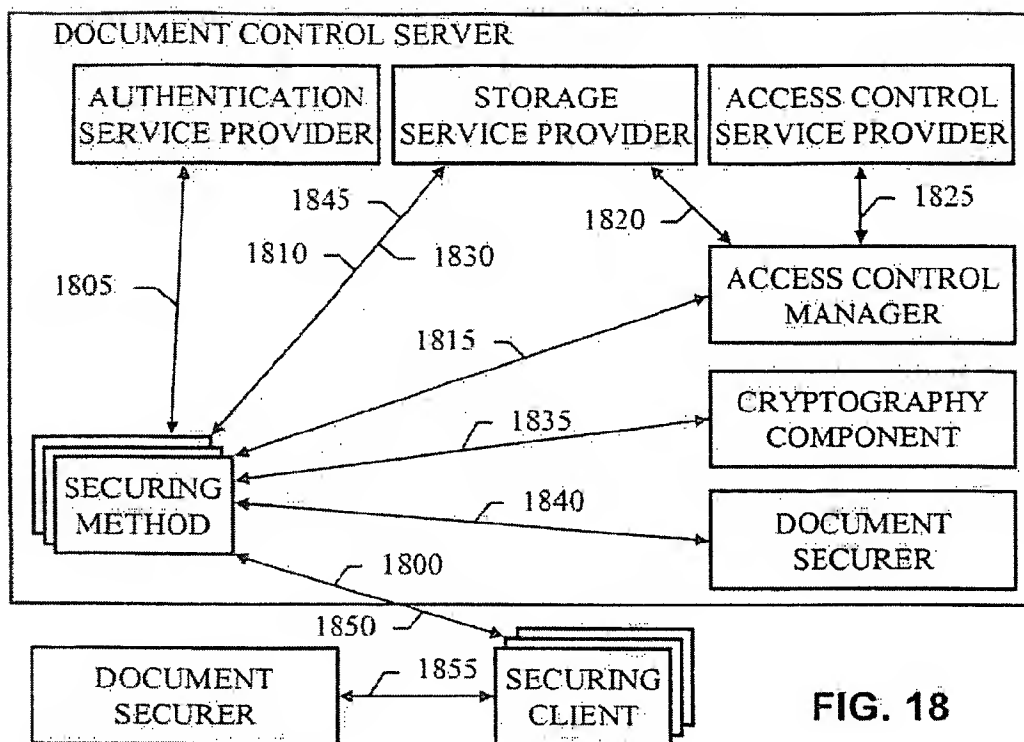 DOCUMENT CONTROL SERVER
AUTHENTICATION
SERVICE PROVIDER
STORAGE
SERVICE PROVIDER
ACCESS CONTROL
SERVICE PROVIDER
1845
1810
1830
1820
1825
1805
ACCESS CONTROL
MANAGER
1815
CRYPTOGRAPHY
COMPONENT
1835
SECURING
METHOD
1840
DOCUMENT
SECURER
1800
1850
DOCUMENT
SECURER
1855
SECURING
CLIENT
FIG. 18